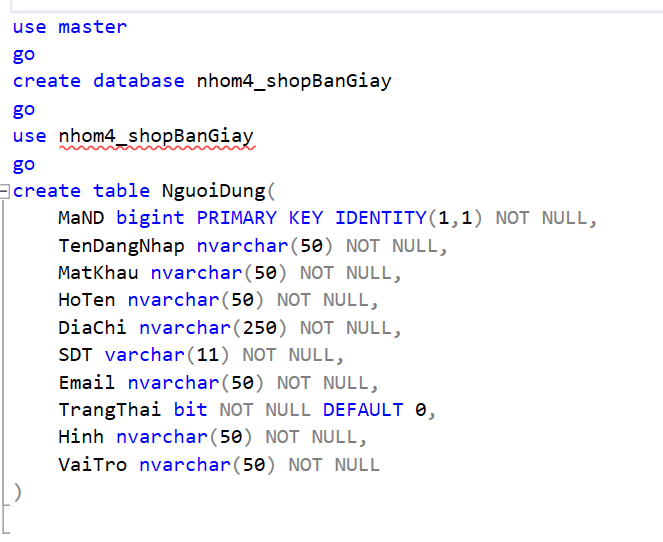 use master
go
create database nhom4_shopBanGiay
go
use nhom4_shopBanGiay
go
create table NguoiDung(
    MaND bigint PRIMARY KEY IDENTITY(1,1) NOT NULL,
    TenDangNhap nvarchar(50) NOT NULL,
    MatKhau nvarchar(50) NOT NULL,
    HoTen nvarchar(50) NOT NULL,
    DiaChi nvarchar(250) NOT NULL,
    SDT varchar(11) NOT NULL,
    Email nvarchar(50) NOT NULL,
    TrangThai bit NOT NULL DEFAULT 0,
    Hinh nvarchar(50) NOT NULL,
    VaiTro nvarchar(50) NOT NULL
)